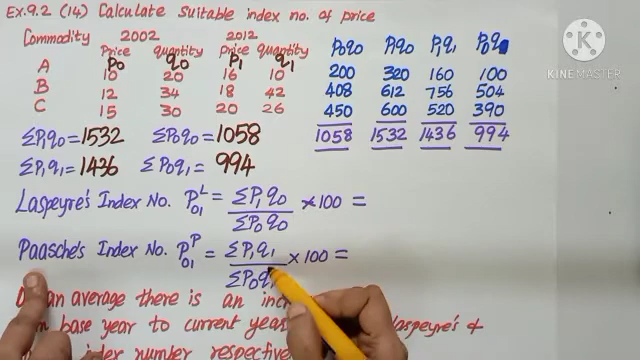 Ex. 9.2 (14) Calculate suitable index no. of price
Commodity 2002 2012
Price quantity Price quantity P₀q₀ P₁q₀ P₁q₁ P₀q₁
P₀ q₀ P₁ q₁
A 10 20 16 10 200 320 160 100
B 12 34 18 42 408 612 756 504
C 15 30 20 26 450 600 520 390
1058 1532 1436 994
ΣP₁q₀ = 1532 ΣP₀q₀ = 1058
ΣP₁q₁ = 1436 ΣP₀q₁ = 994
Laspeyre's Index No. P₀₁ᴸ = ΣP₁q₀ / ΣP₀q₀ × 100 =
Paasche's Index No. P₀₁ᴾ = ΣP₁q₁ / ΣP₀q₁ × 100 =
an average there is an
base year to current year Laspeyre's &
index number respective
KINEMASTER